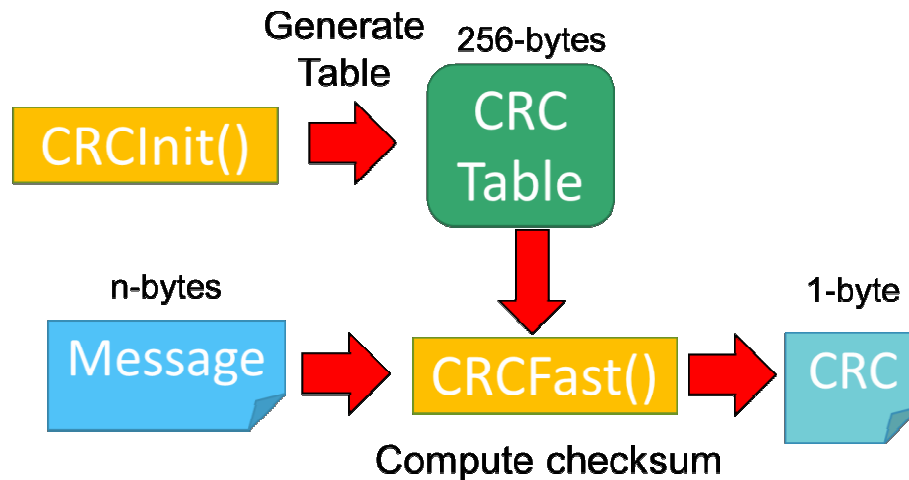 Generate
Table
256-bytes
CRCInit()
CRC
Table
n-bytes
1-byte
Message
CRCFast()
CRC
Compute checksum